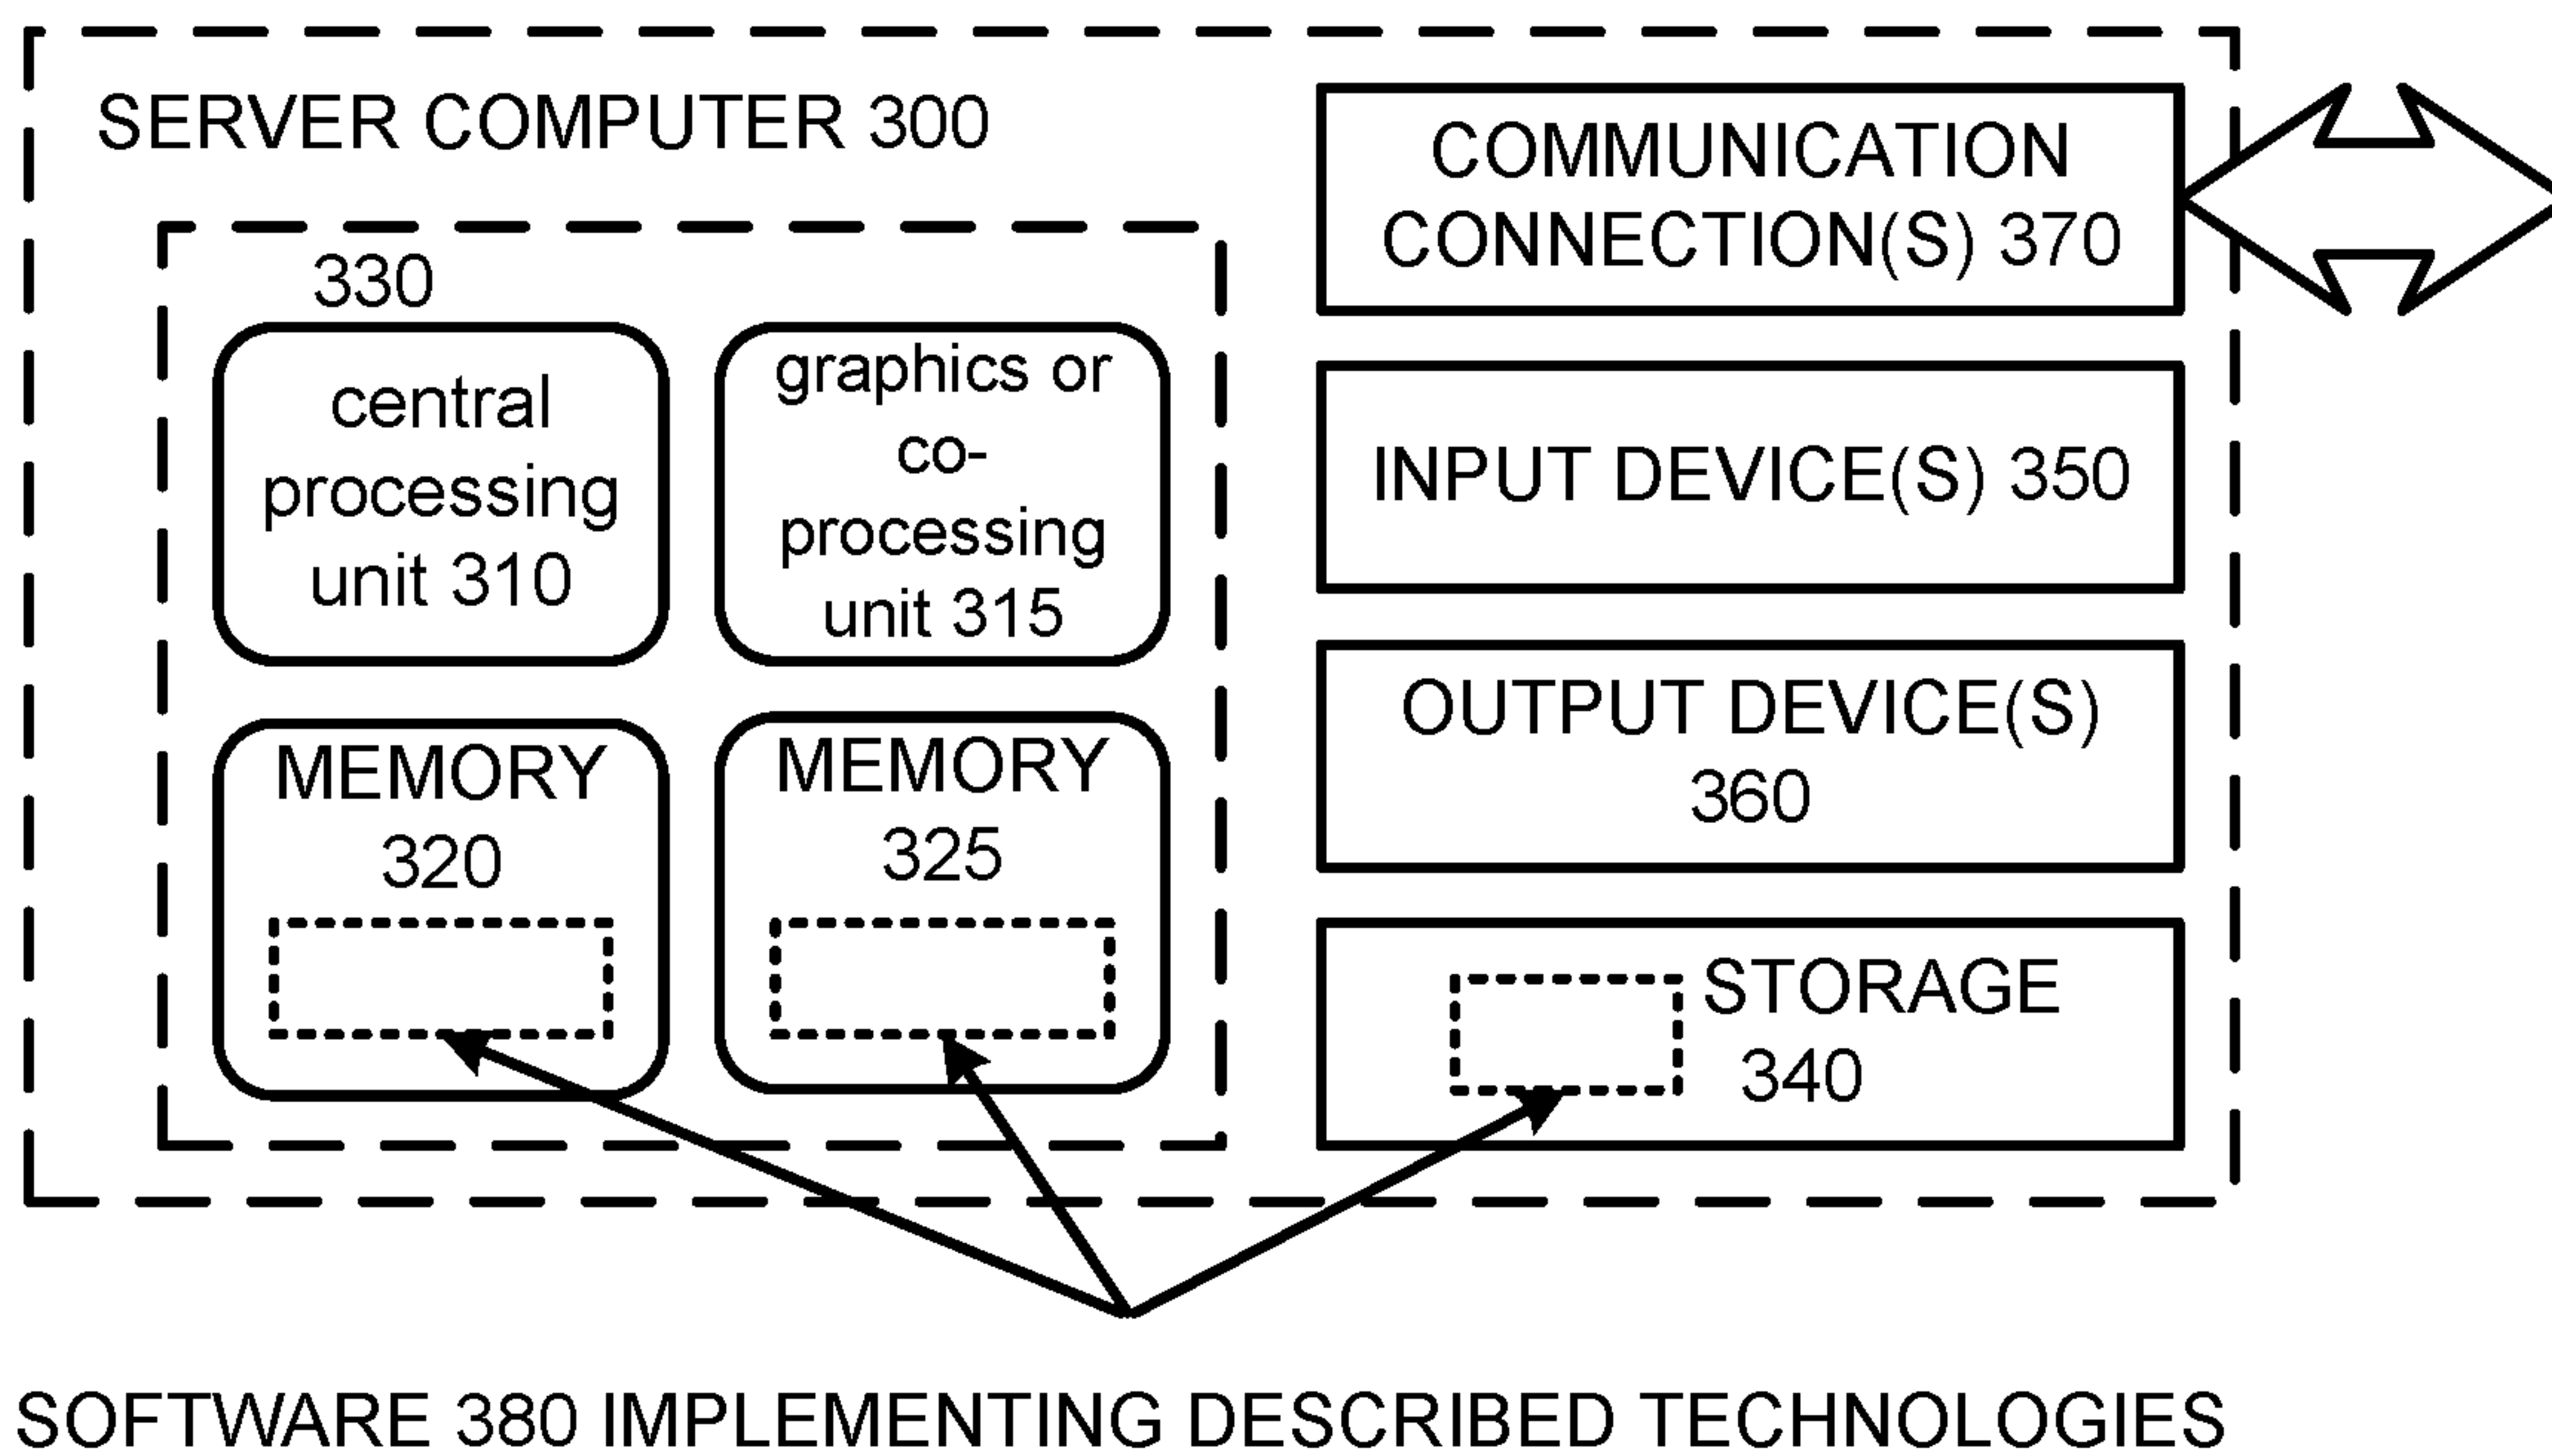 SERVER COMPUTER 300
330
central
processing
unit 310
graphics or
co-
processing
unit 315
MEMORY
320
MEMORY
325
COMMUNICATION
CONNECTION(S) 370
INPUT DEVICE(S) 350
OUTPUT DEVICE(S)
360
STORAGE
340
SOFTWARE 380 IMPLEMENTING DESCRIBED TECHNOLOGIES